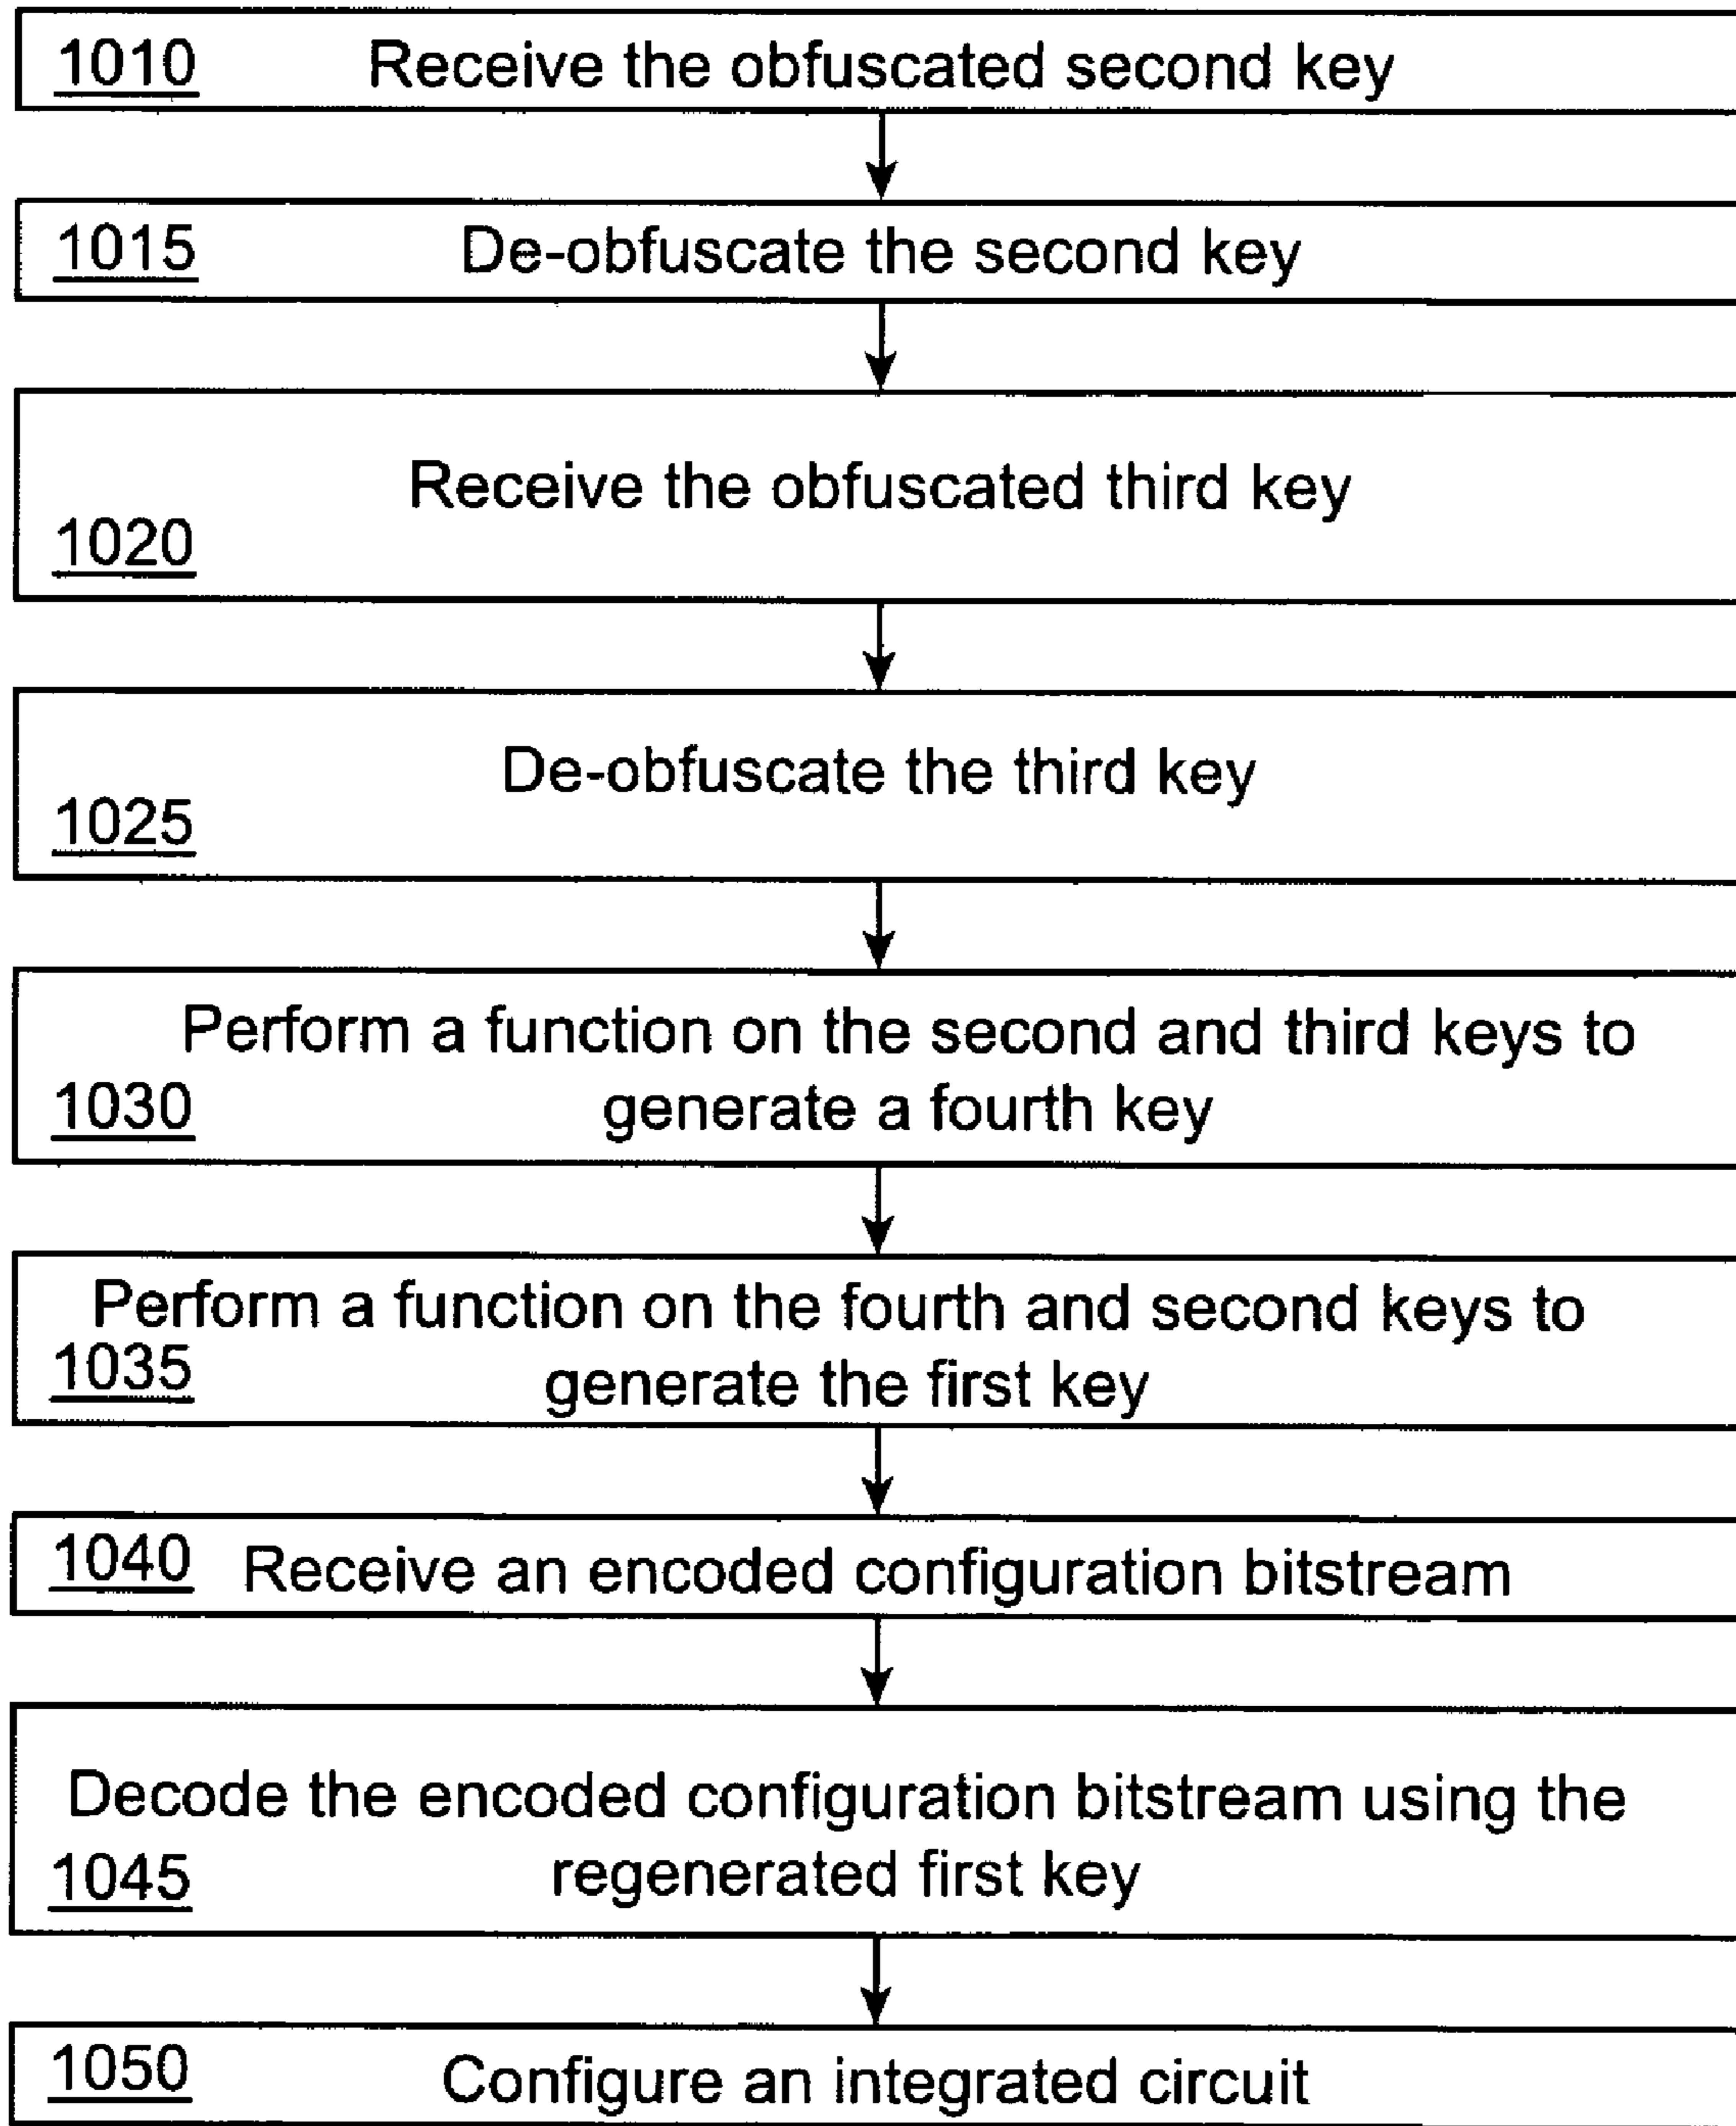 1010 Receive the obfuscated second key
1015 De-obfuscate the second key
Receive the obfuscated third key
1020
De-obfuscate the third key
1025
Perform a function on the second and third keys to
1030 generate a fourth key
Perform a function on the fourth and second keys to
1035 generate the first key
1040 Receive an encoded configuration bitstream
Decode the encoded configuration bitstream using the
1045 regenerated first key
1050 Configure an integrated circuit